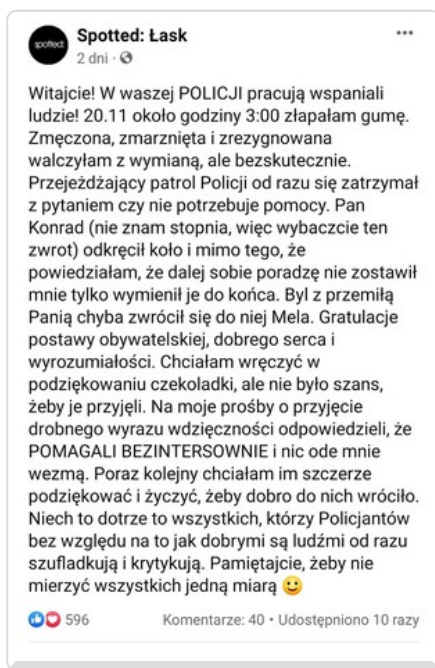 spotted:
Spotted: Łask
2 dni ·
Witajcie! W waszej POLICJI pracują wspaniali
ludzie! 20.11 około godziny 3:00 złapałam gumę.
Zmęczona, zmarznięta i zrezygnowana
walczyłam z wymianą, ale bezskutecznie.
Przejeżdżający patrol Policji od razu się zatrzymał
z pytaniem czy nie potrzebuje pomocy. Pan
Konrad (nie znam stopnia, więc wybaczcie ten
zwrot) odkręcił koło i mimo tego, że
powiedziałam, że dalej sobie poradzę nie zostawił
mnie tylko wymienił je do końca. Byl z przemiłą
Panią chyba zwrócił się do niej Mela. Gratulacje
postawy obywatelskiej, dobrego serca i
wyrozumiałości. Chciałam wręczyć w
podziękowaniu czekoladki, ale nie było szans,
żeby je przyjęli. Na moje prośby o przyjęcie
drobnego wyrazu wdzięczności odpowiedzieli, że
POMAGALI BEZINTERSOWNIE i nic ode mnie
wezmą. Poraz kolejny chciałam im szczerze
podziękować i życzyć, żeby dobro do nich wróciło.
Niech to dotrze to wszystkich, którzy Policjantów
bez względu na to jak dobrymi są ludźmi od razu
szufladkują i krytykują. Pamiętajcie, żeby nie
mierzyć wszystkich jedną miarą 🙂
596 Komentarze: 40 • Udostępniono 10 razy